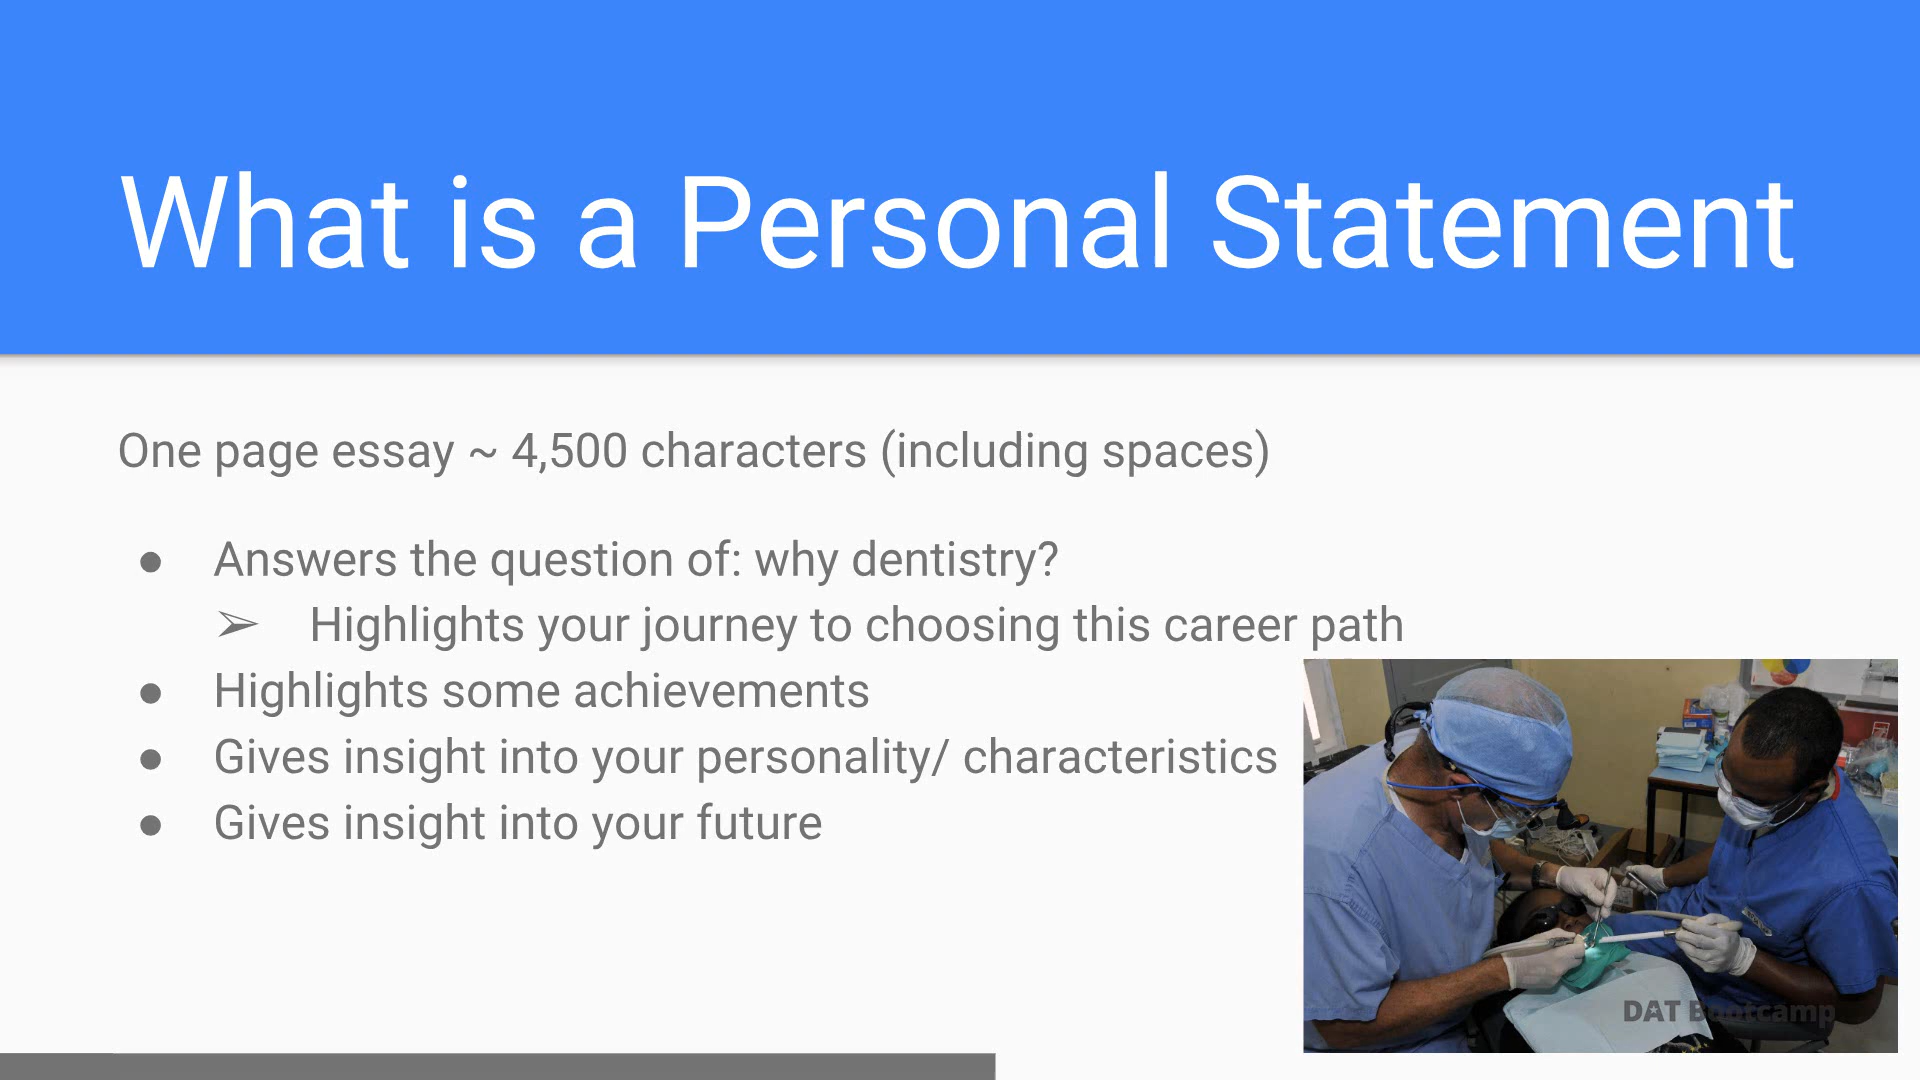 What is a Personal Statement
One page essay ~ 4,500 characters (including spaces)
● Answers the question of: why dentistry?
➢ Highlights your journey to choosing this career path
● Highlights some achievements
● Gives insight into your personality/ characteristics
● Gives insight into your future
DAT Bootcamp